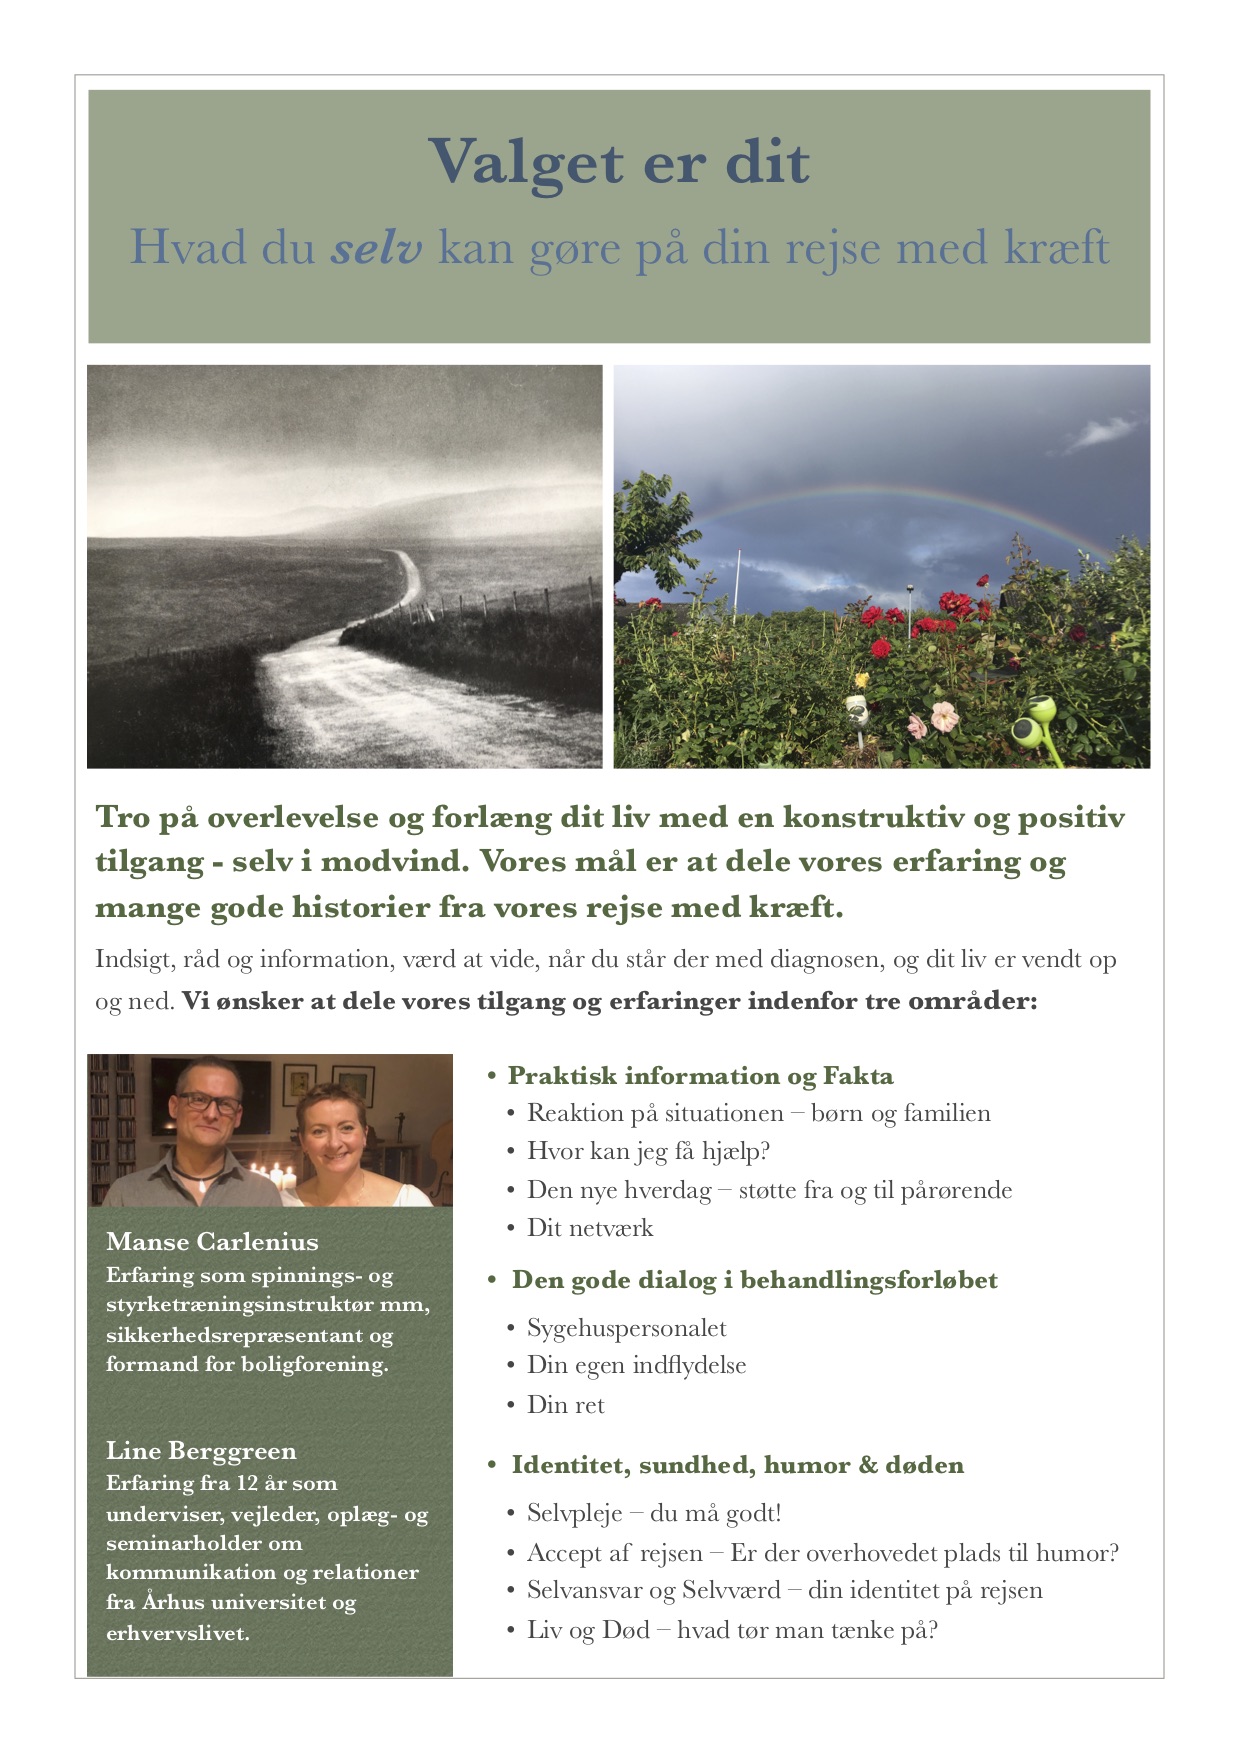 Valget er dit
Hvad du selv kan gøre på din rejse med kræft
Tro på overlevelse og forlæng dit liv med en konstruktiv og positiv
tilgang - selv i modvind. Vores mål er at dele vores erfaring og
mange gode historier fra vores rejse med kræft.
Indsigt, råd og information, værd at vide, når du står der med diagnosen, og dit liv er vendt op
og ned. Vi ønsker at dele vores tilgang og erfaringer indenfor tre områder:
Manse Carlenius
Erfaring som spinnings- og
styrketræningsinstruktør mm,
sikkerhedsrepræsentant og
formand for boligforening.
Line Berggreen
Erfaring fra 12 år som
underviser, vejleder, oplæg- og
seminarholder om
kommunikation og relationer
fra Århus universitet og
erhvervslivet.
• Praktisk information og Fakta
• Reaktion på situationen – børn og familien
• Hvor kan jeg få hjælp?
• Den nye hverdag – støtte fra og til pårørende
• Dit netværk
• Den gode dialog i behandlingsforløbet
• Sygehuspersonalet
• Din egen indflydelse
• Din ret
• Identitet, sundhed, humor & døden
• Selvpleje – du må godt!
• Accept af rejsen – Er der overhovedet plads til humor?
• Selvansvar og Selvværd – din identitet på rejsen
• Liv og Død – hvad tør man tænke på?